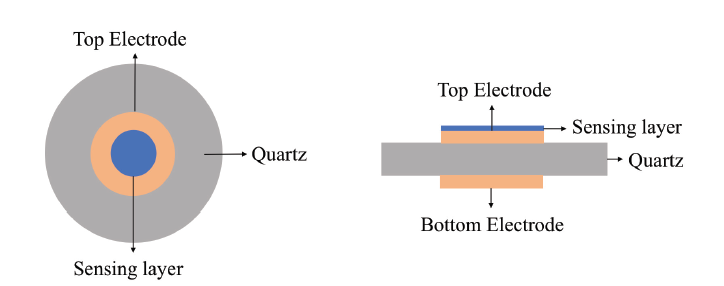 Top Electrode
Quartz
Sensing layer
Top Electrode
Sensing layer
Quartz
Bottom Electrode